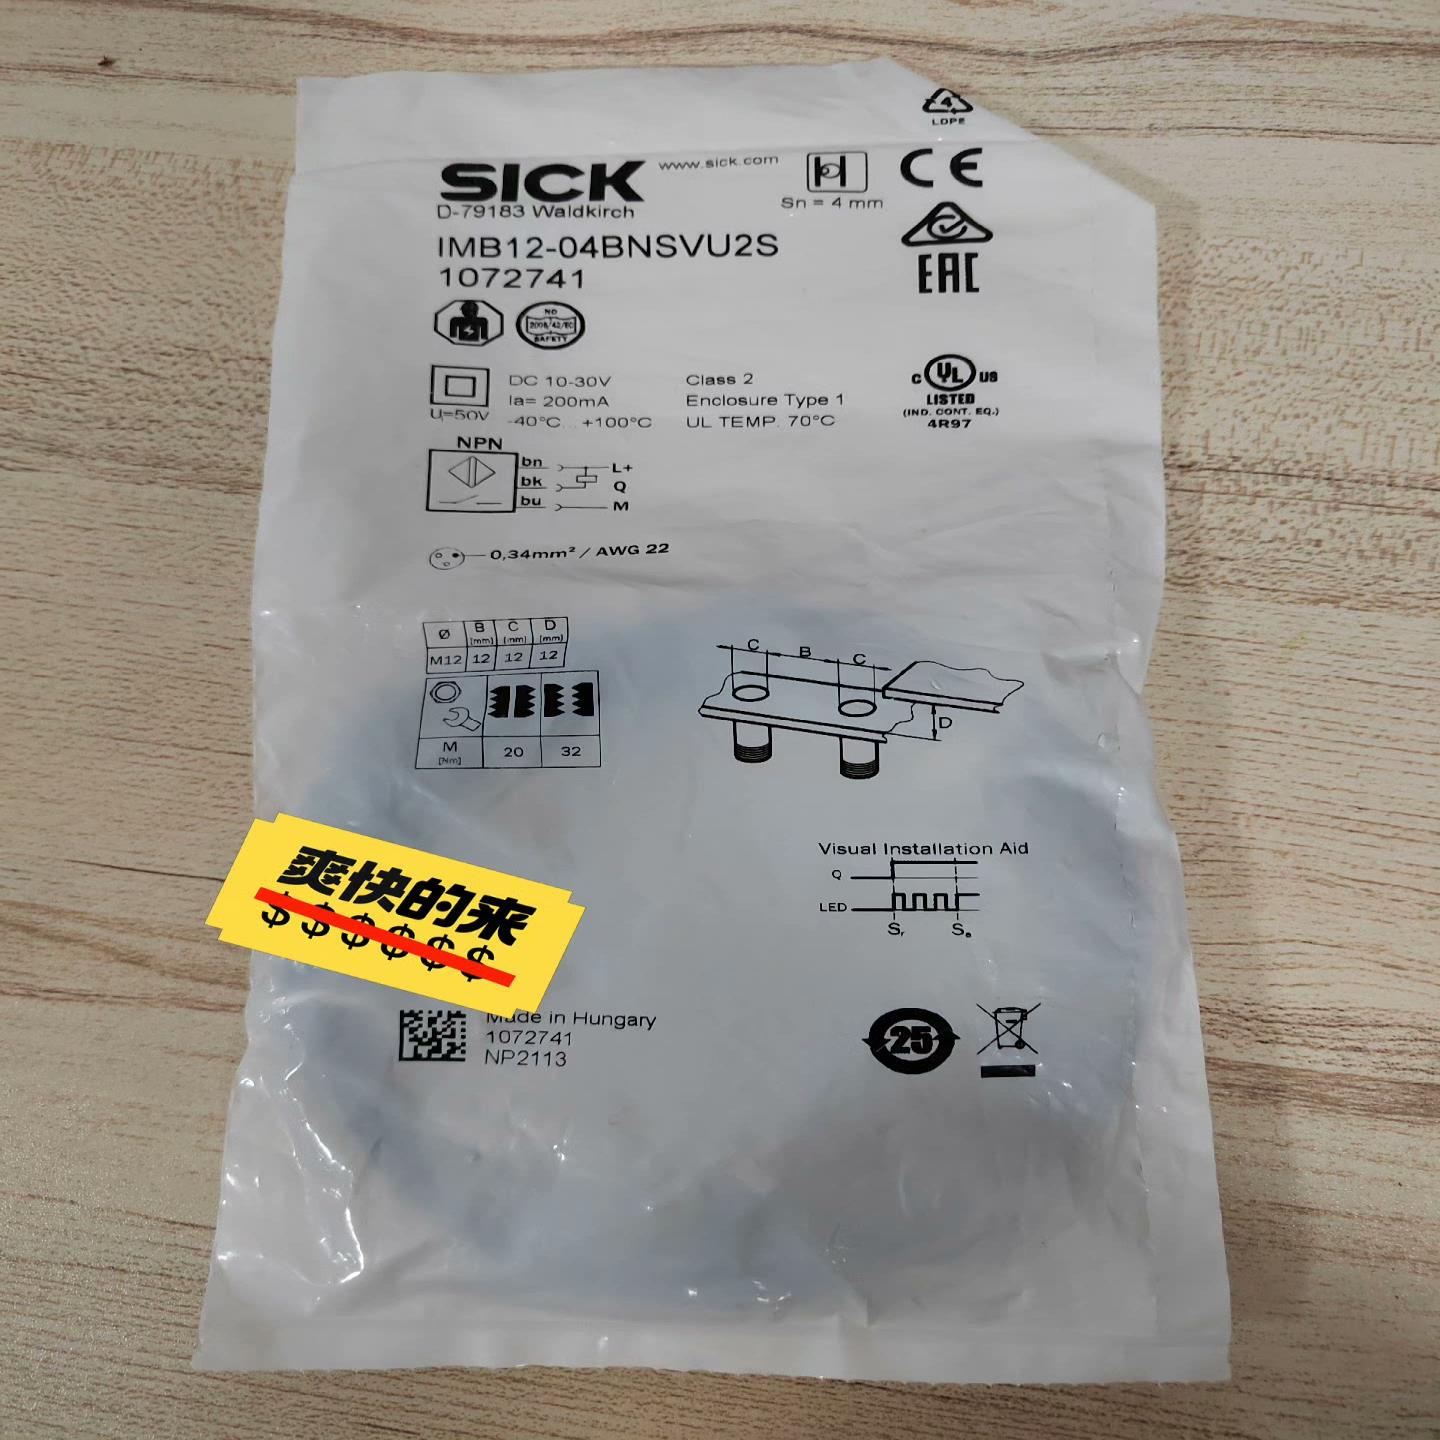 4
LDPE
SICK www.sick.com
D-79183 Waldkirch
Sn = 4 mm
CE
IMB12-04BNSVU2S
1072741
EAC
NO
2006/42/EC
SAFETY
DC 10-30V
Ia= 200mA
-40°C... +100°C
Class 2
Enclosure Type 1
UL TEMP. 70°C
U=50V
C UL US
LISTED
(IND. CONT. EQ.)
4R97
NPN
bn L+
bk Q
bu M
0,34mm² / AWG 22
Ø B [mm] C [mm] D [mm]
M12 12 12 12
M [Nm] 20 32
C B C
D
Visual Installation Aid
Q
LED
Sr Sa
爽快的来
$ $ $ $ $ $
Made in Hungary
1072741
NP2113
25